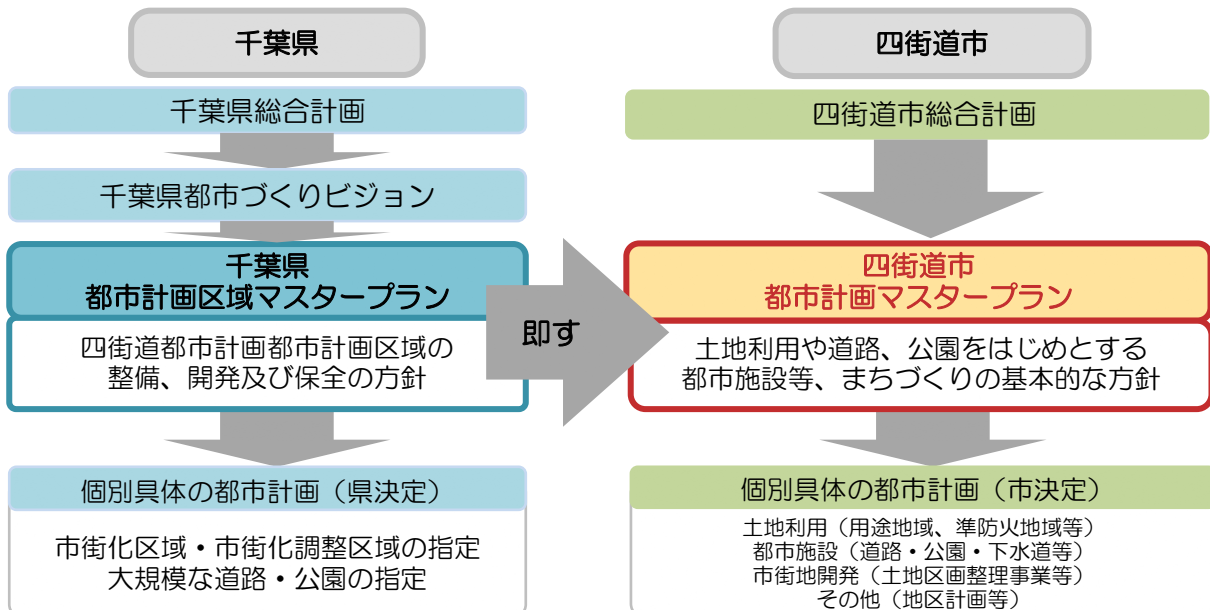 千葉県
千葉県総合計画
千葉県都市づくりビジョン
千葉県
都市計画区域マスタープラン
四街道都市計画都市計画区域の
整備、開発及び保全の方針
個別具体の都市計画（県決定）
市街化区域・市街化調整区域の指定
大規模な道路・公園の指定
即す
四街道市
四街道市総合計画
四街道市
都市計画マスタープラン
土地利用や道路、公園をはじめとする
都市施設等、まちづくりの基本的な方針
個別具体の都市計画（市決定）
土地利用（用途地域、準防火地域等）
都市施設（道路・公園・下水道等）
市街地開発（土地区画整理事業等）
その他（地区計画等）